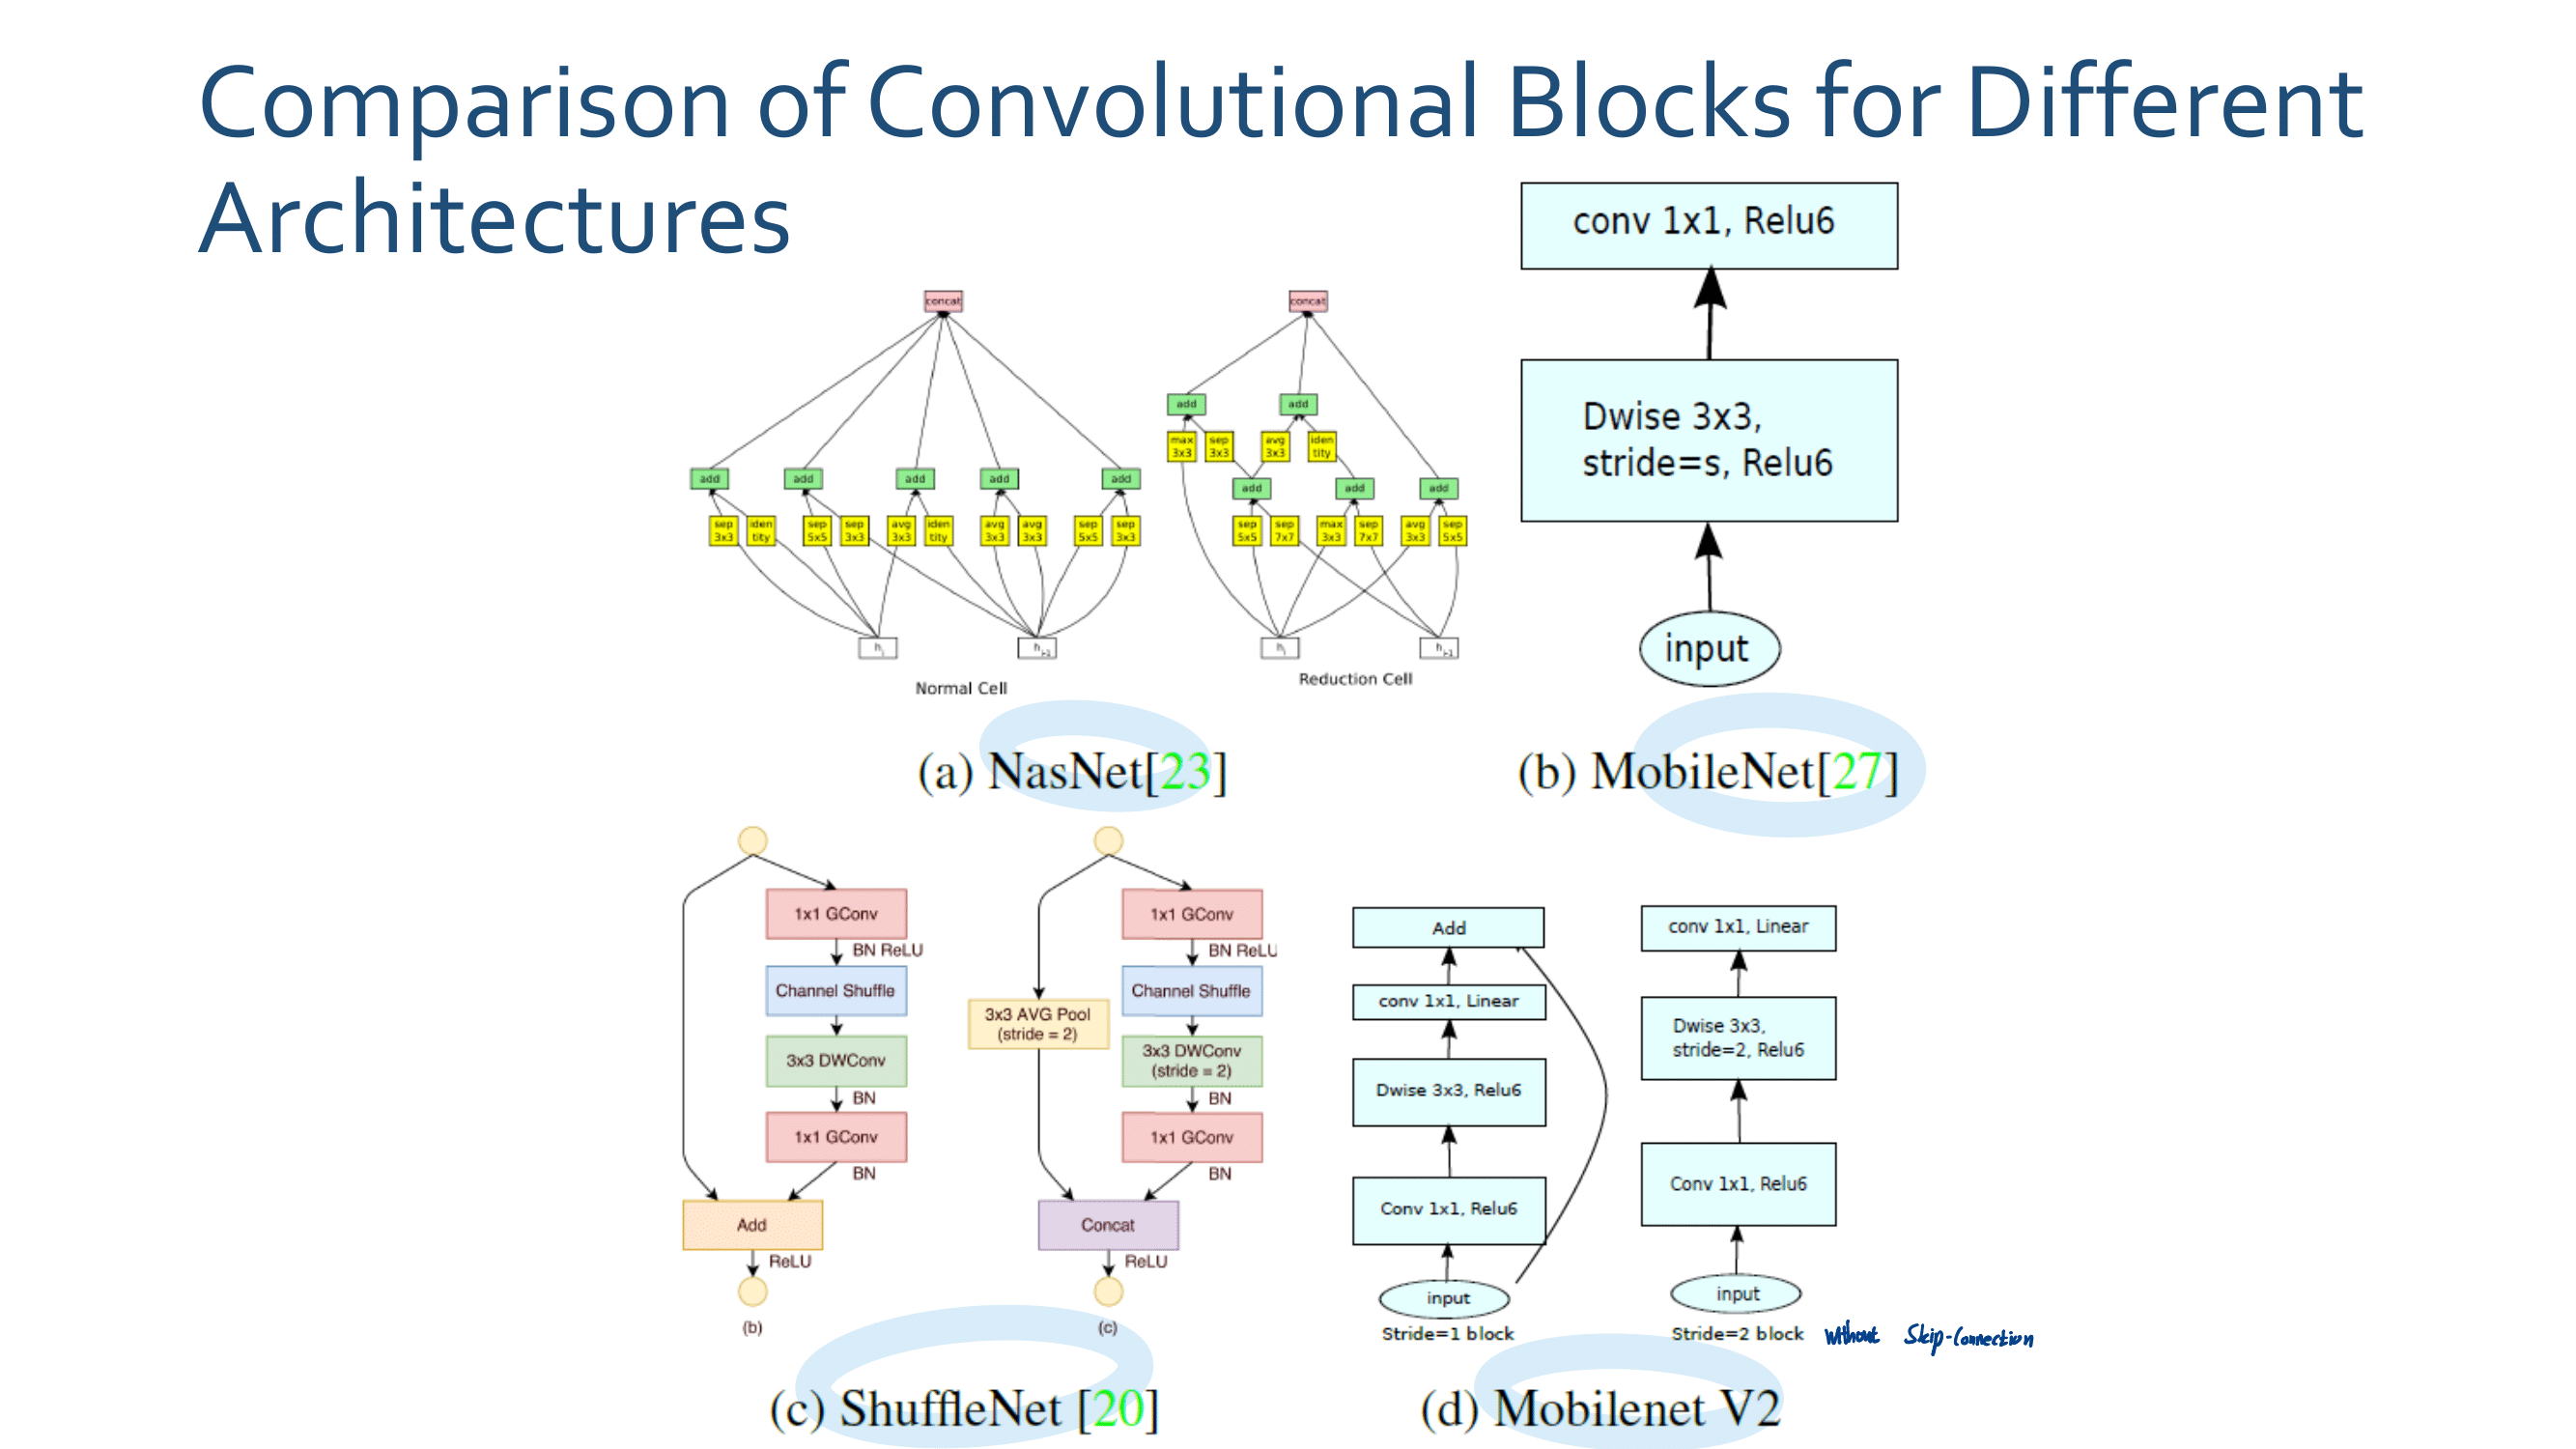 Comparison of Convolutional Blocks for Different
Architectures
concat
add
add
add
add
add
sep
3x3
iden
tity
sep
5x5
sep
3x3
avg
3x3
iden
tity
avg
3x3
avg
3x3
sep
5x5
sep
3x3
h i
h i-1
Normal Cell
concat
add
add
max
3x3
sep
3x3
avg
3x3
iden
tity
add
add
add
sep
5x5
sep
7x7
max
3x3
sep
7x7
avg
3x3
sep
5x5
h i
h i-1
Reduction Cell
(a) NasNet[23]
conv 1x1, Relu6
Dwise 3x3,
stride=s, Relu6
input
(b) MobileNet[27]
1x1 GConv
BN ReLU
Channel Shuffle
3x3 DWConv
BN
1x1 GConv
BN
Add
ReLU
(b)
1x1 GConv
BN ReLU
Channel Shuffle
3x3 AVG Pool
(stride = 2)
3x3 DWConv
(stride = 2)
BN
1x1 GConv
BN
Concat
ReLU
(c)
(c) ShuffleNet [20]
Add
conv 1x1, Linear
Dwise 3x3, Relu6
Conv 1x1, Relu6
input
Stride=1 block
conv 1x1, Linear
Dwise 3x3,
stride=2, Relu6
Conv 1x1, Relu6
input
Stride=2 block
Without Skip-Connection
(d) Mobilenet V2